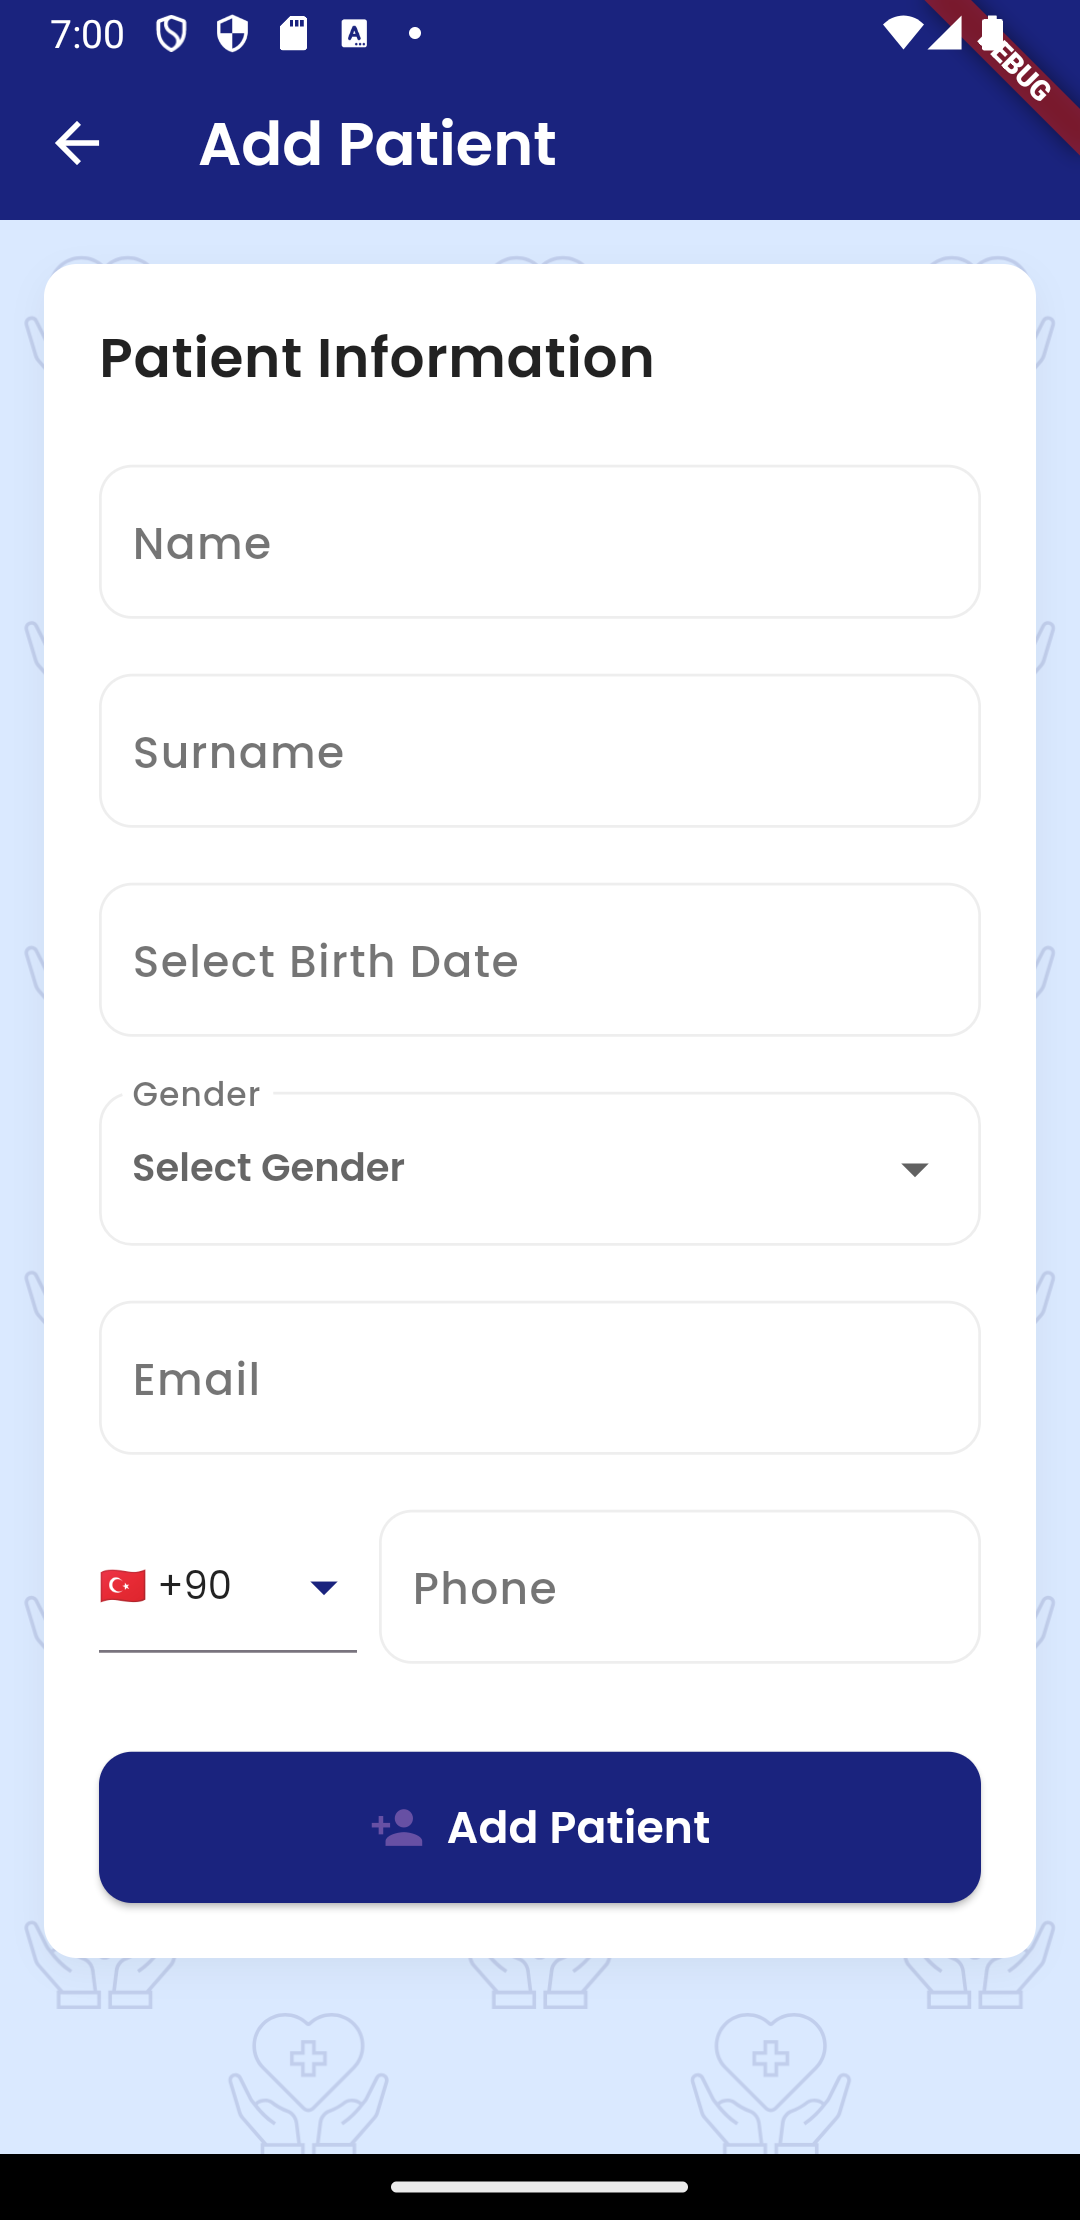 7:00
EBUG
Add Patient
Patient Information
Name
Surname
Select Birth Date
Gender
Select Gender
Email
+90
Phone
Add Patient